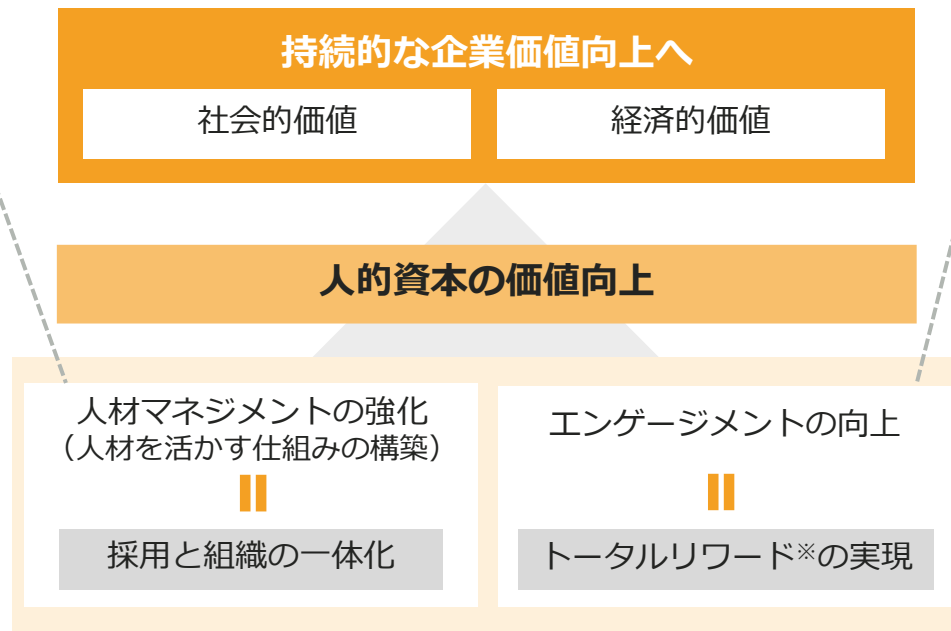 持続的な企業価値向上へ
社会的価値
経済的価値
人的資本の価値向上
人材マネジメントの強化
（人材を活かす仕組みの構築）
採用と組織の一体化
エンゲージメントの向上
トータルリワード※の実現